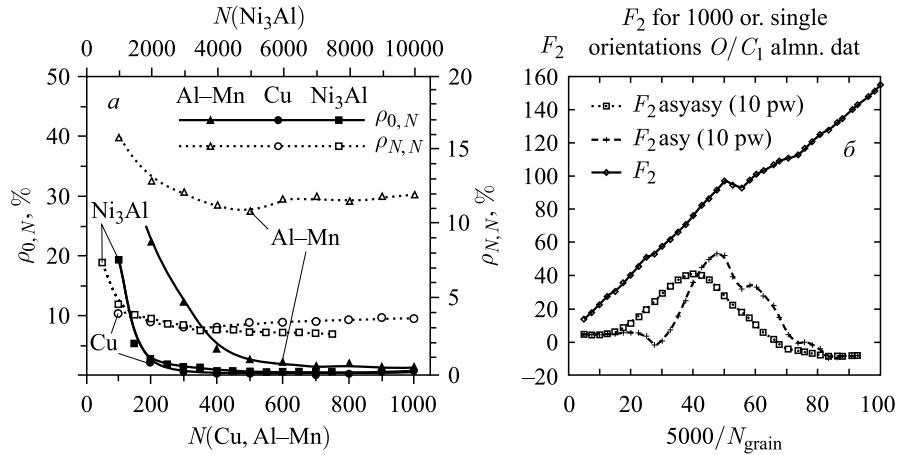 N(Ni₃Al)
0 2000 4000 6000 8000 10000
50
40
30
20
10
ρ₀,N, %
20
15
10
5
0
ρN,N, %
а
Al–Mn Cu Ni₃Al
ρ₀,N
ρN,N
Ni₃Al
Al–Mn
Cu
0 200 400 600 800 1000
N(Cu, Al–Mn)
F₂ for 1000 or. single
F₂ orientations O/C₁ almn. dat
160
140
120
100
80
60
40
20
0
–20
F₂asyasy (10 pw)
F₂asy (10 pw)
F₂
б
0 20 40 60 80 100
5000/Ngrain